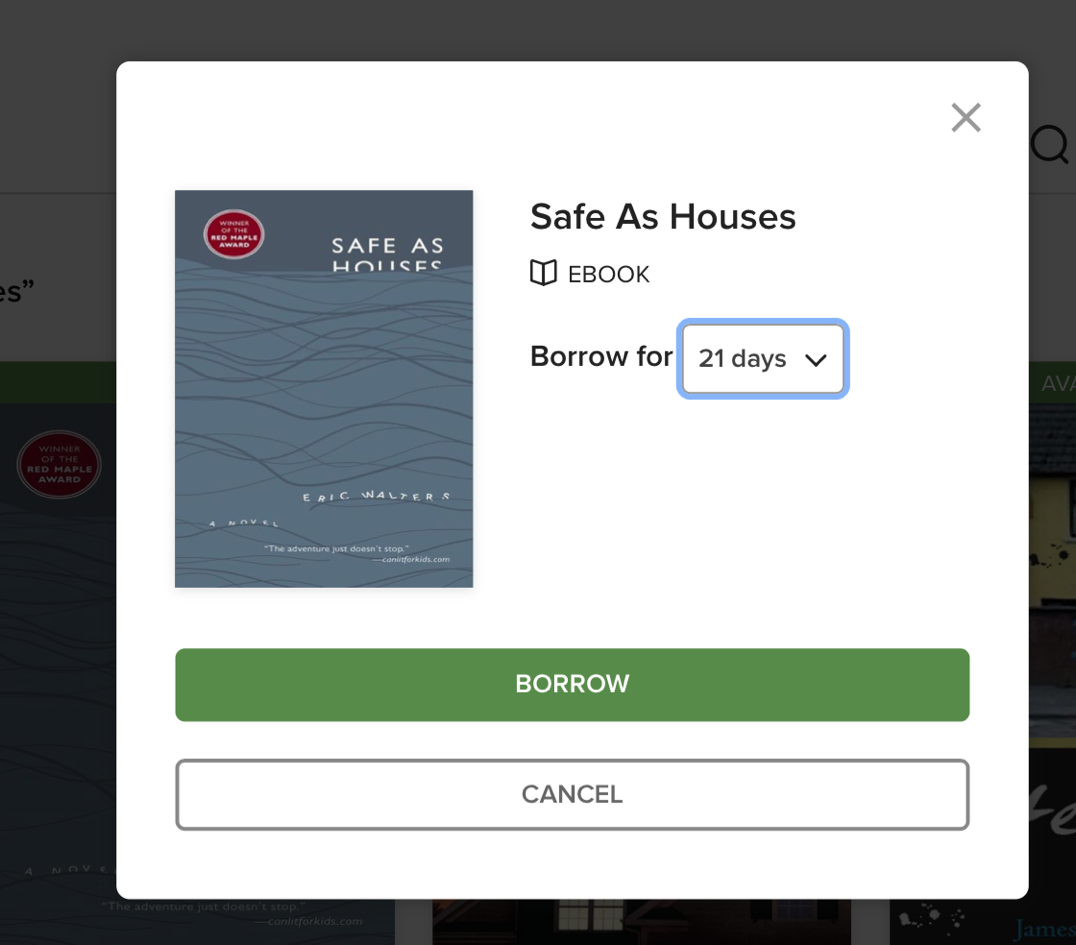 es”
AVA
WINNER
OF THE
RED MAPLE
AWARD
SAFE AS
HOUSES
ERIC WALTERS
A NOVEL
"The adventure just doesn't stop."
—canlitforkids.com
Safe As Houses
EBOOK
Borrow for
21 days
BORROW
CANCEL
WINNER
OF THE
RED MAPLE
AWARD
A NOVE
"The adventure just doesn't stop."
—canlitforkids.com
te
James